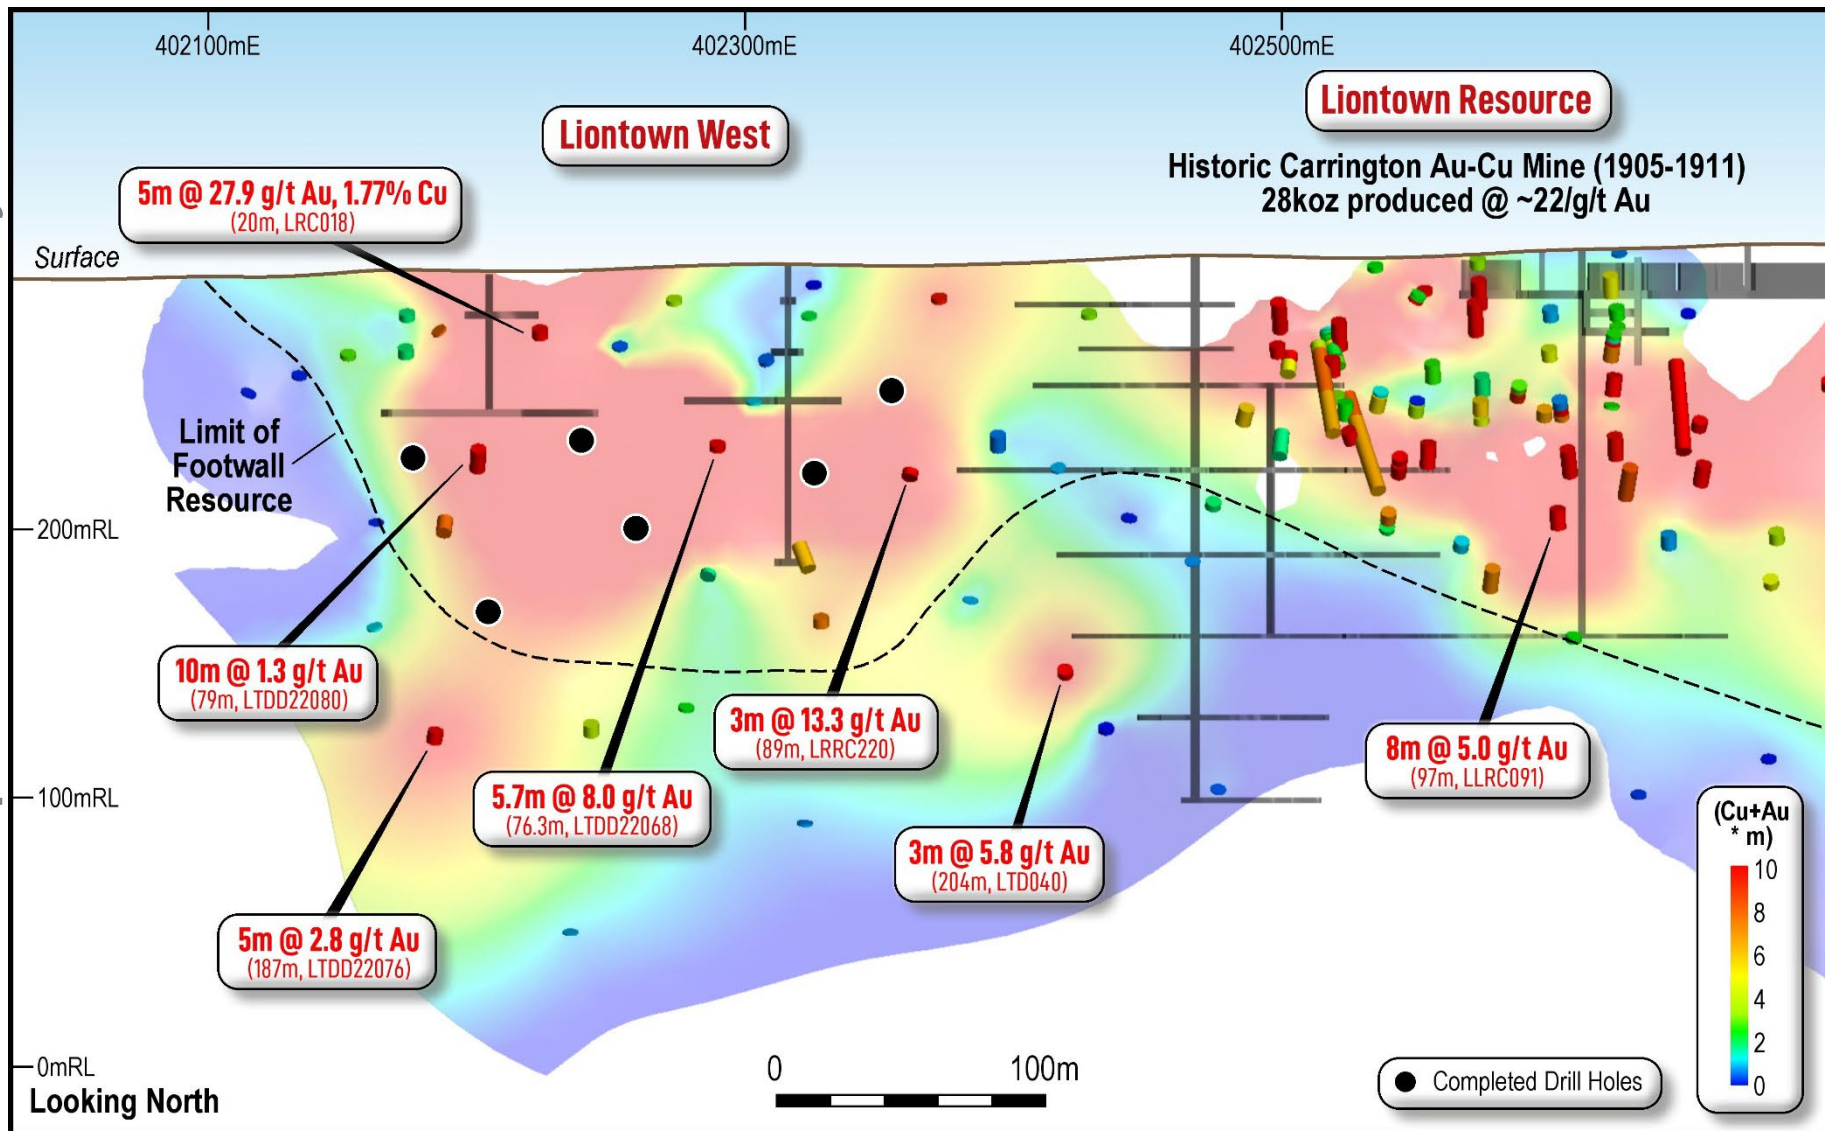 402100mE
402300mE
402500mE
Liontown West
Liontown Resource
Historic Carrington Au-Cu Mine (1905-1911)
28koz produced @ ~22/g/t Au
5m @ 27.9 g/t Au, 1.77% Cu
(20m, LRC018)
Surface
Limit of
Footwall
Resource
200mRL
10m @ 1.3 g/t Au
(79m, LTDD22080)
3m @ 13.3 g/t Au
(89m, LRRC220)
8m @ 5.0 g/t Au
(97m, LLRC091)
100mRL
5.7m @ 8.0 g/t Au
(76.3m, LTDD22068)
3m @ 5.8 g/t Au
(204m, LTD040)
5m @ 2.8 g/t Au
(187m, LTDD22076)
(Cu+Au
* m)
10
8
6
4
2
0
0mRL
Looking North
0 100m
Completed Drill Holes